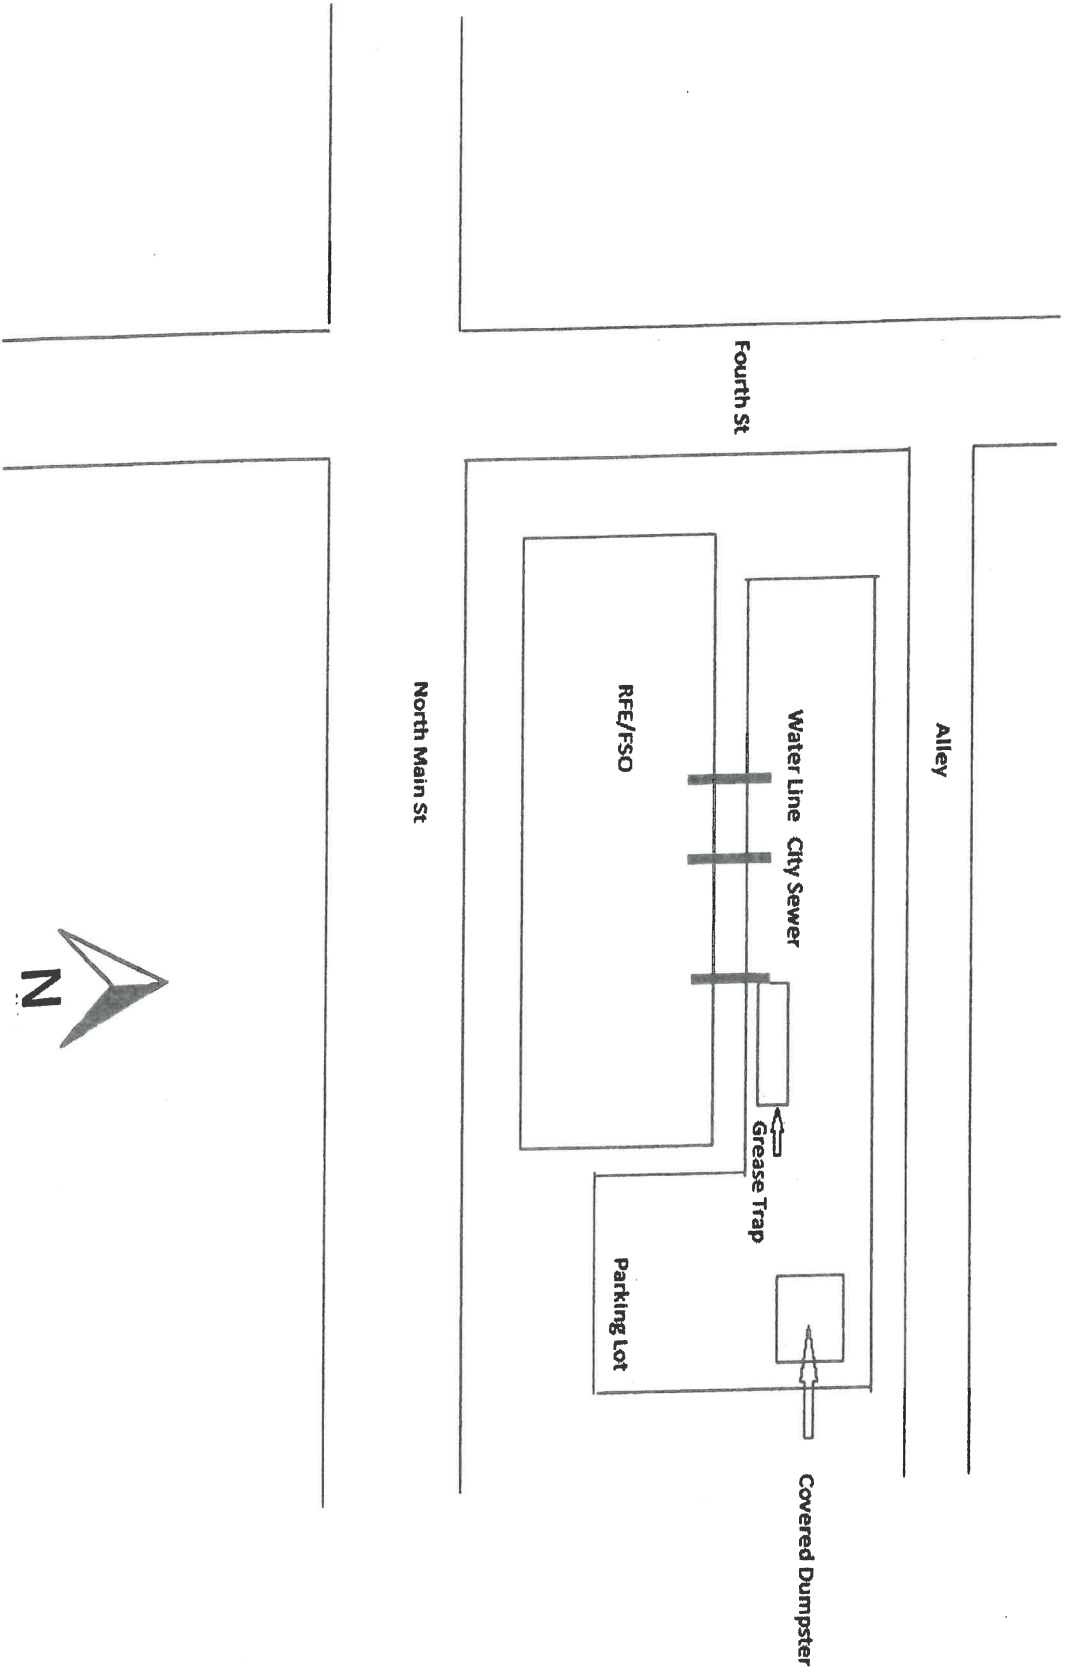 Fourth St
Alley
Water Line
City Sewer
RFE/FSO
North Main St
Grease Trap
Parking Lot
Covered Dumpster
N